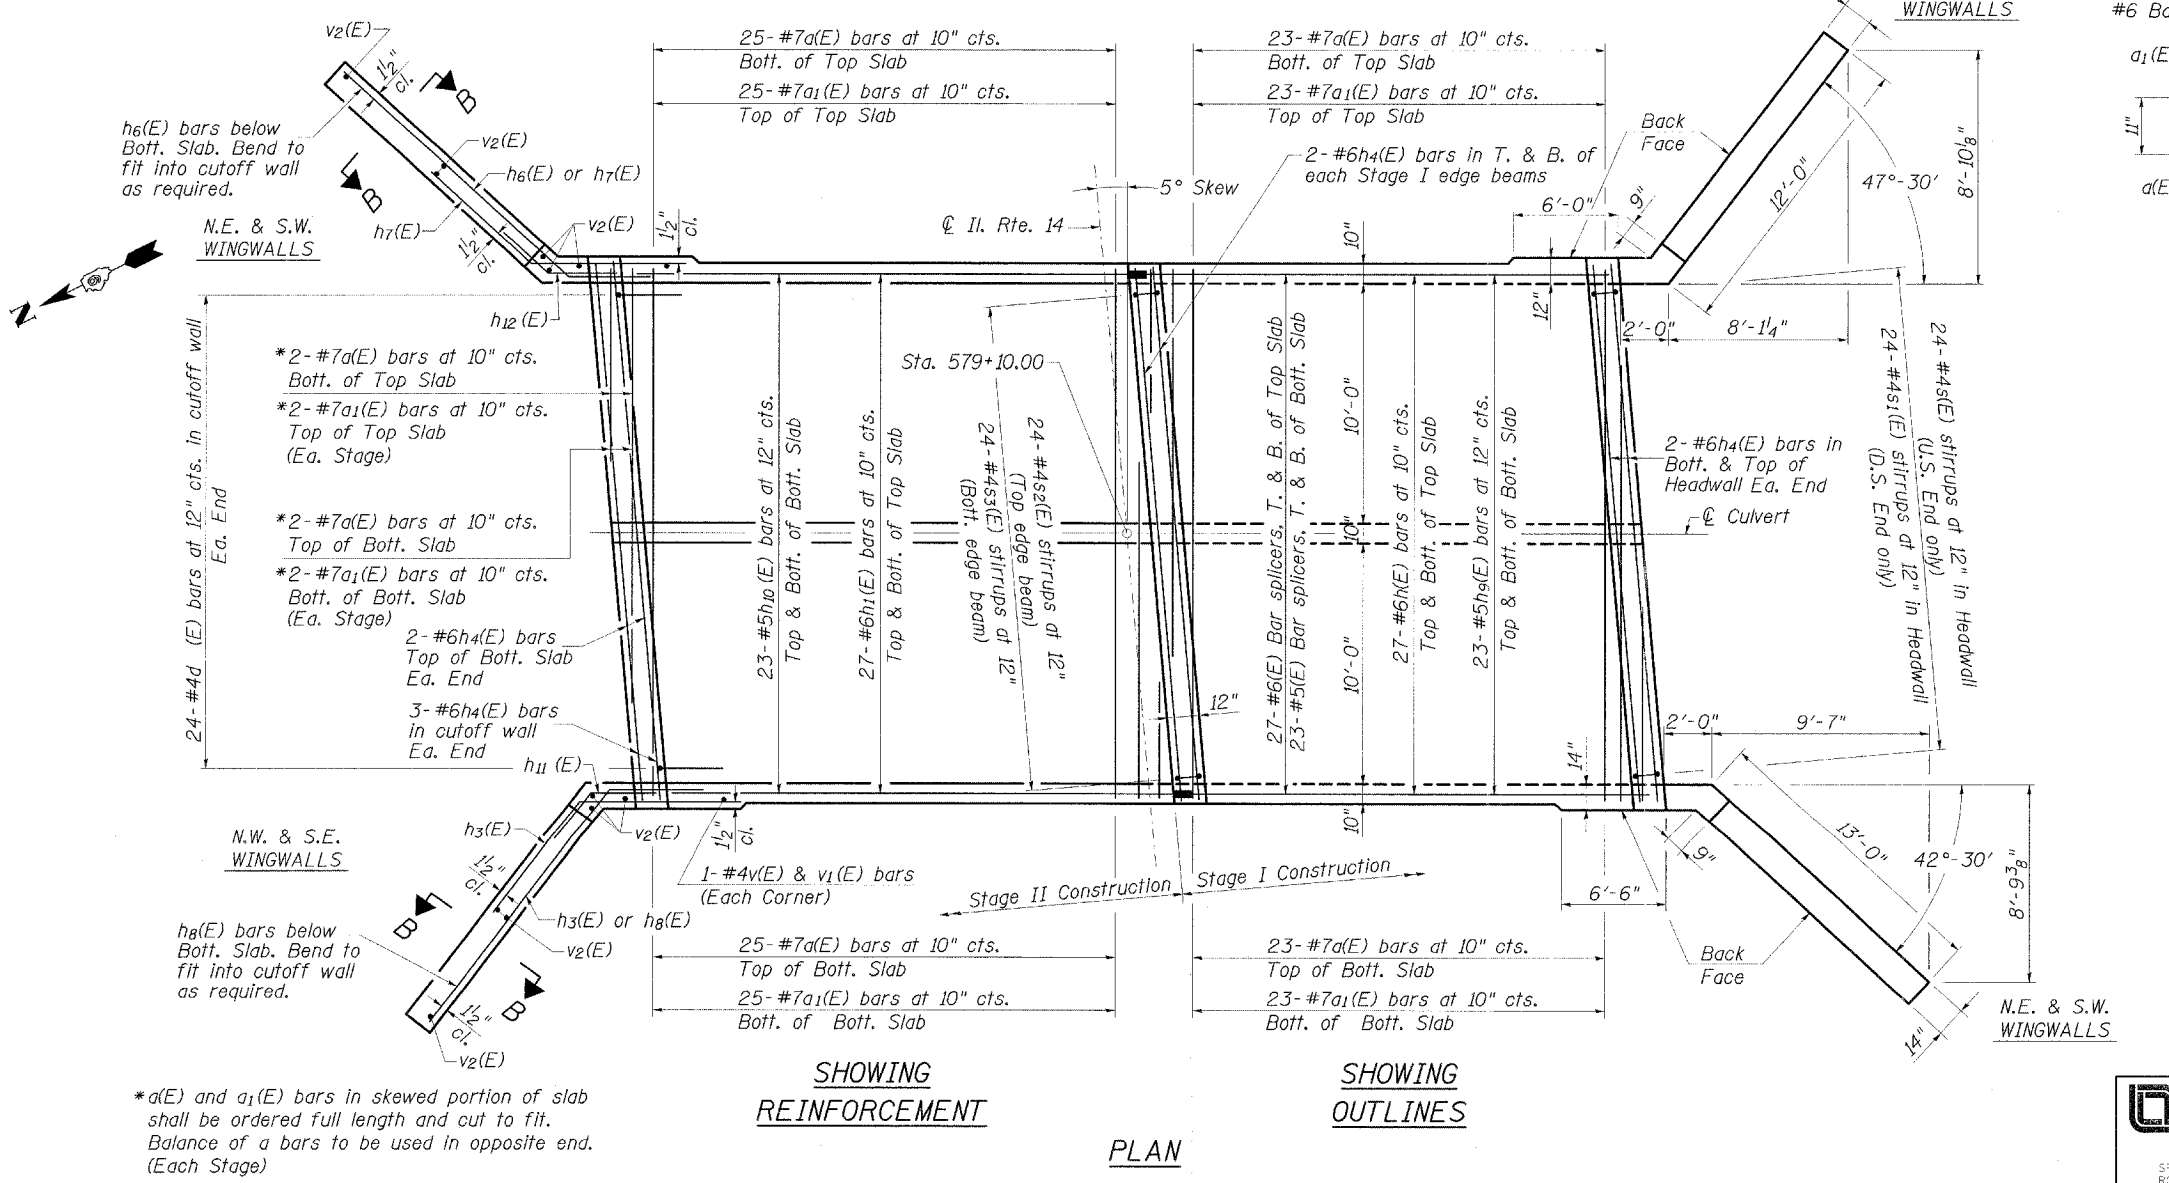 WINGWALLS
#6 Ba
a1(E
11"
a(E
v2(E)
1½"
cl.
B
h6(E) bars below
Bott. Slab. Bend to
fit into cutoff wall
as required.
B
v2(E)
h6(E) or h7(E)
h7(E)
1½"
cl.
v2(E)
1½"
cl.
N.E. & S.W.
WINGWALLS
N
h12(E)
25-#7a(E) bars at 10" cts.
Bott. of Top Slab
25-#7a1(E) bars at 10" cts.
Top of Top Slab
23-#7a(E) bars at 10" cts.
Bott. of Top Slab
23-#7a1(E) bars at 10" cts.
Top of Top Slab
2-#6h4(E) bars in T. & B. of
each Stage I edge beams
5° Skew
℄ Il. Rte. 14
Back
Face
6'-0"
9"
12'-0"
47°-30'
8'-10⅛"
10"
12"
2'-0"
8'-1¼"
24-#4d (E) bars at 12" cts. in cutoff wall
Ea. End
*2-#7a(E) bars at 10" cts.
Bott. of Top Slab
*2-#7a1(E) bars at 10" cts.
Top of Top Slab
(Ea. Stage)
*2-#7a(E) bars at 10" cts.
Top of Bott. Slab
*2-#7a1(E) bars at 10" cts.
Bott. of Bott. Slab
(Ea. Stage)
2-#6h4(E) bars
Top of Bott. Slab
Ea. End
3-#6h4(E) bars
in cutoff wall
Ea. End
h11 (E)
23-#5h10(E) bars at 12" cts.
Top & Bott. of Bott. Slab
27-#6h1(E) bars at 10" cts.
Top & Bott. of Top Slab
Sta. 579+10.00
24-#4s2(E) stirrups at 12"
(Top edge beam)
24-#4s3(E) stirrups at 12"
(Bott. edge beam)
12"
27-#6(E) Bar splicers, T. & B. of Top Slab
23-#5(E) Bar splicers, T. & B. of Bott. Slab
10'-0"
10"
10'-0"
10"
27-#6h(E) bars at 10" cts.
Top & Bott. of Top Slab
23-#5h9(E) bars at 12" cts.
Top & Bott. of Bott. Slab
2-#6h4(E) bars in
Bott. & Top of
Headwall Ea. End
℄ Culvert
24-#4s(E) stirrups at 12" in Headwall
(U.S. End only)
24-#4s1(E) stirrups at 12" in Headwall
(D.S. End only)
2'-0"
9'-7"
14"
13'-0"
42°-30'
8'-9⅜"
9"
6'-6"
Back
Face
14"
N.E. & S.W.
WINGWALLS
N.W. & S.E.
WINGWALLS
h3(E)
1½"
cl.
B
v2(E)
1½"
cl.
h3(E) or h8(E)
v2(E)
B
h8(E) bars below
Bott. Slab. Bend to
fit into cutoff wall
as required.
1½"
cl.
v2(E)
1-#4v(E) & v1(E) bars
(Each Corner)
Stage II Construction
Stage I Construction
25-#7a(E) bars at 10" cts.
Top of Bott. Slab
25-#7a1(E) bars at 10" cts.
Bott. of Bott. Slab
23-#7a(E) bars at 10" cts.
Top of Bott. Slab
23-#7a1(E) bars at 10" cts.
Bott. of Bott. Slab
*a(E) and a1(E) bars in skewed portion of slab
shall be ordered full length and cut to fit.
Balance of a bars to be used in opposite end.
(Each Stage)
SHOWING
REINFORCEMENT
SHOWING
OUTLINES
PLAN